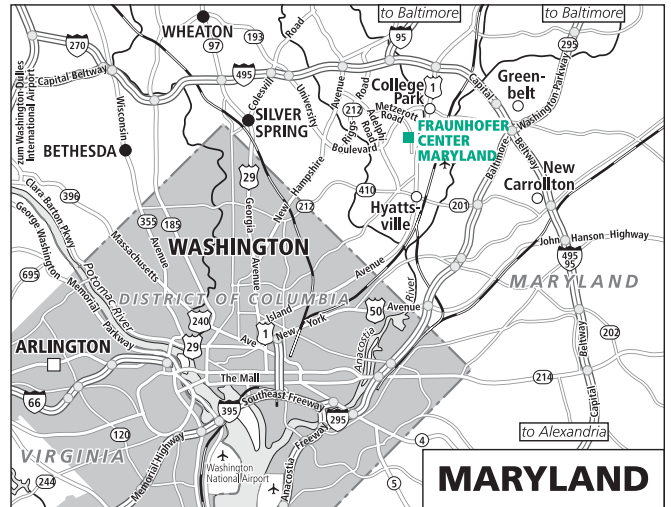 to Baltimore
to Baltimore
WHEATON
193
97
270
95
295
Capital Beltway
495
Road
Colesville
University
Avenue
Road
College
Park
1
Capital
Green-
belt
Washington Parkway
zum Washington-Dulles
International Airport
Wisconsin
212
Metzerott
Road
Adelphi
Road
Riggs
Boulevard
SILVER
SPRING
FRAUNHOFER
CENTER
MARYLAND
Baltimore-
Beltway
BETHESDA
New
Carrollton
29
New Hampshire
410
Hyatts-
ville
201
Clara Barton Pkwy
396
355
185
Georgia
212
George Washington
Massachusetts
Avenue
WASHINGTON
Avenue
Avenue
John Hanson Highway
495
95
695
Potomac River
Memorial Parkway
DISTRICT OF COLUMBIA
MARYLAND
River
240
29
Island
Ave
1
New York
50
Avenue
Anacostia
202
Beltway
ARLINGTON
The Mall
214
66
395
Southeast Freeway
295
Capital
120
Memorial Highway
VIRGINIA
Washington
National Airport
Anacostia
Freeway
4
to Alexandria
244
5
MARYLAND